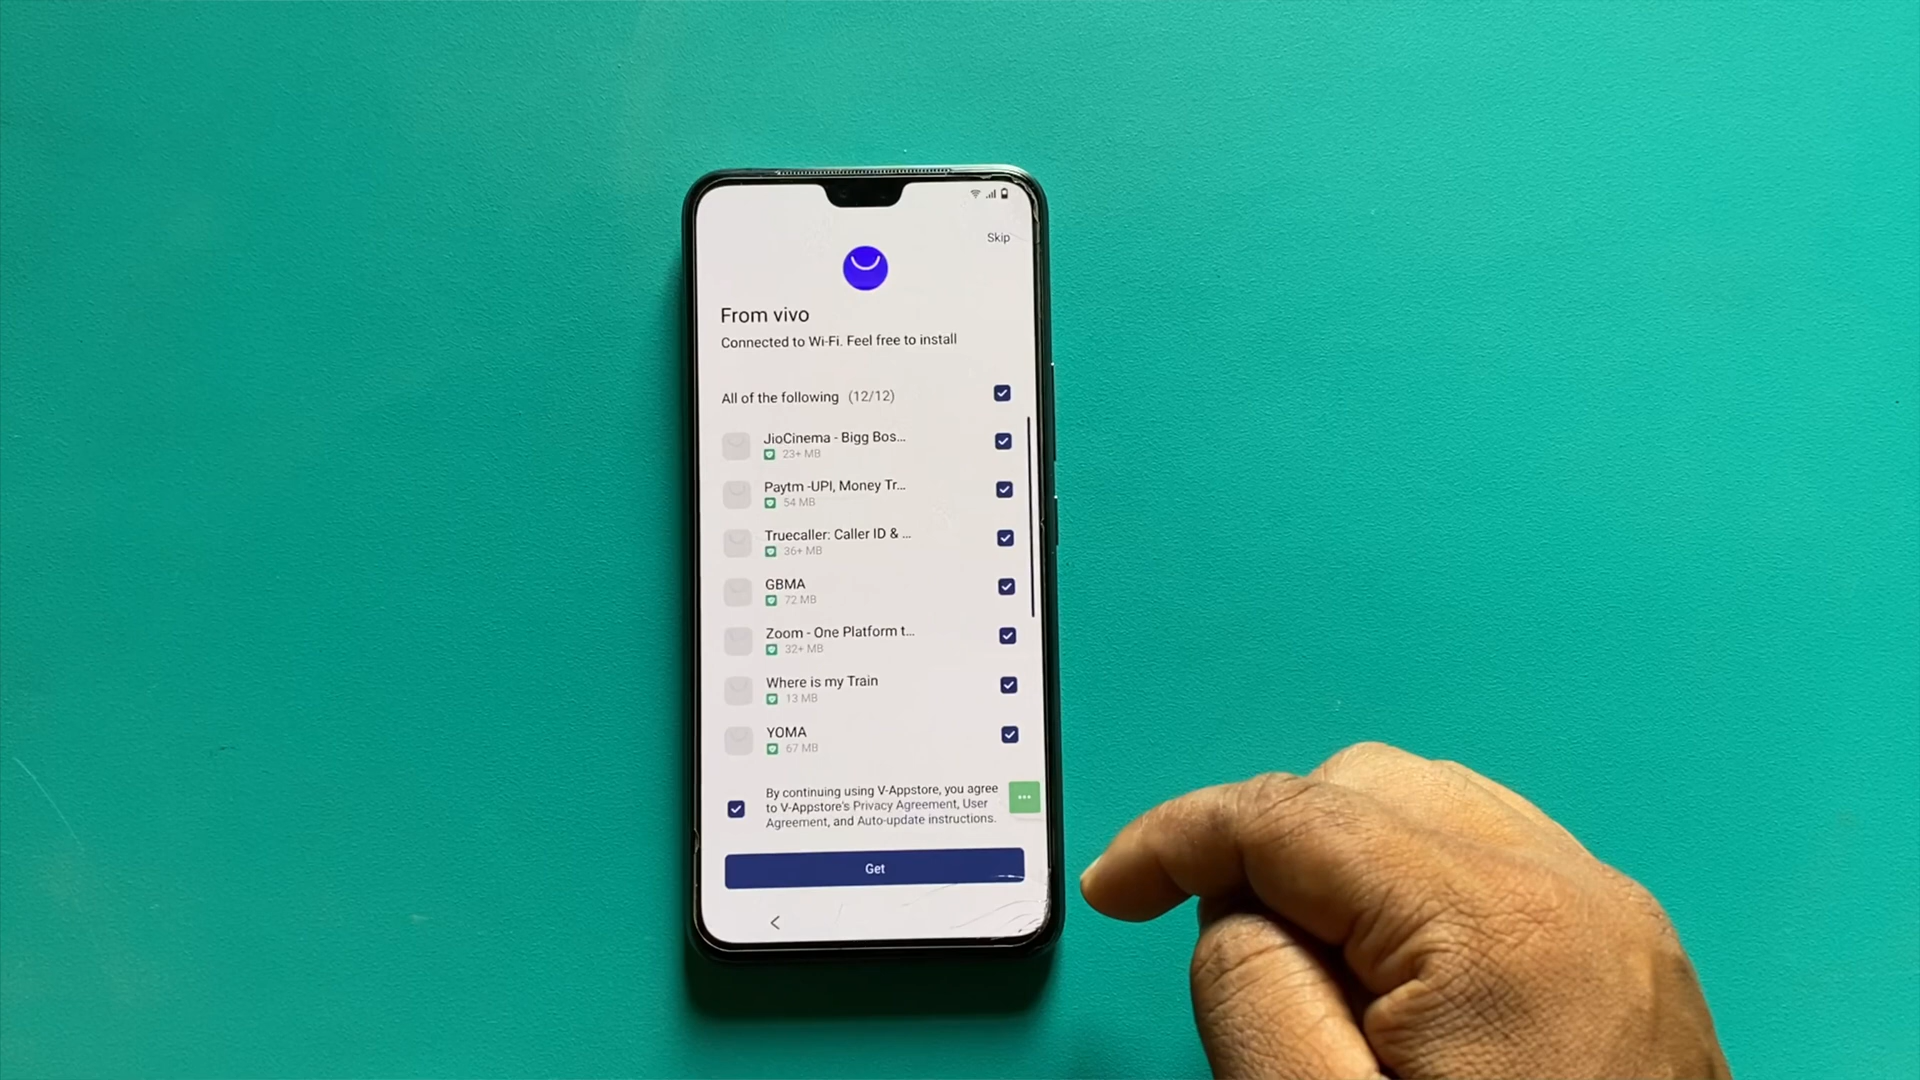 Skip
From vivo
Connected to Wi-Fi. Feel free to install
All of the following (12/12)
JioCinema - Bigg Bos...
23+ MB
Paytm -UPI, Money Tr...
54 MB
Truecaller: Caller ID & ...
36+ MB
GBMA
72 MB
Zoom - One Platform t...
32+ MB
Where is my Train
13 MB
YOMA
67 MB
By continuing using V-Appstore, you agree
to V-Appstore's Privacy Agreement, User
Agreement, and Auto-update instructions.
Get